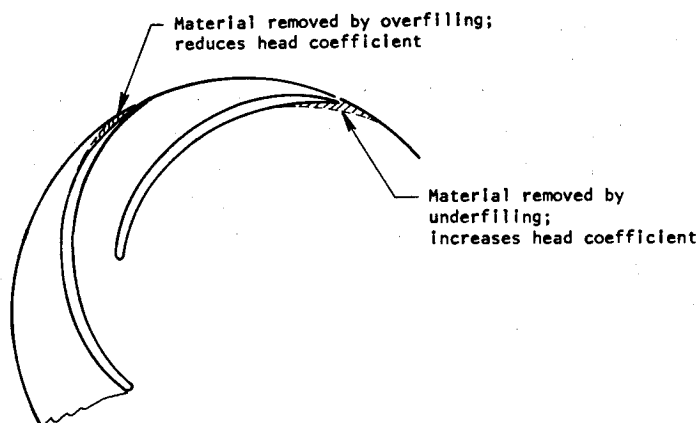 Material removed by overfiling;
reduces head coefficient
Material removed by
underfiling;
increases head coefficient